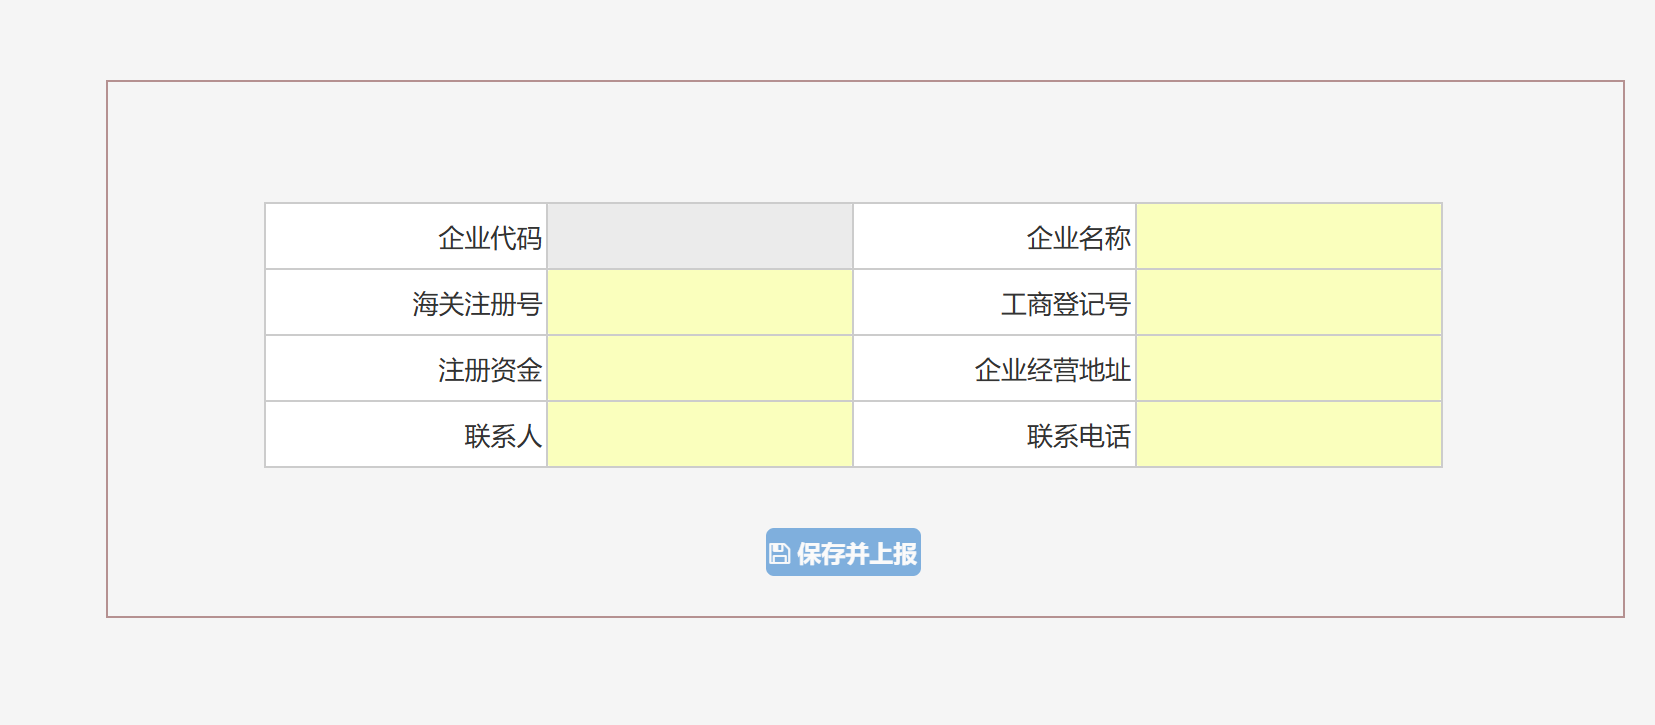 企业代码 企业名称
海关注册号 工商登记号
注册资金 企业经营地址
联系人 联系电话
保存并上报